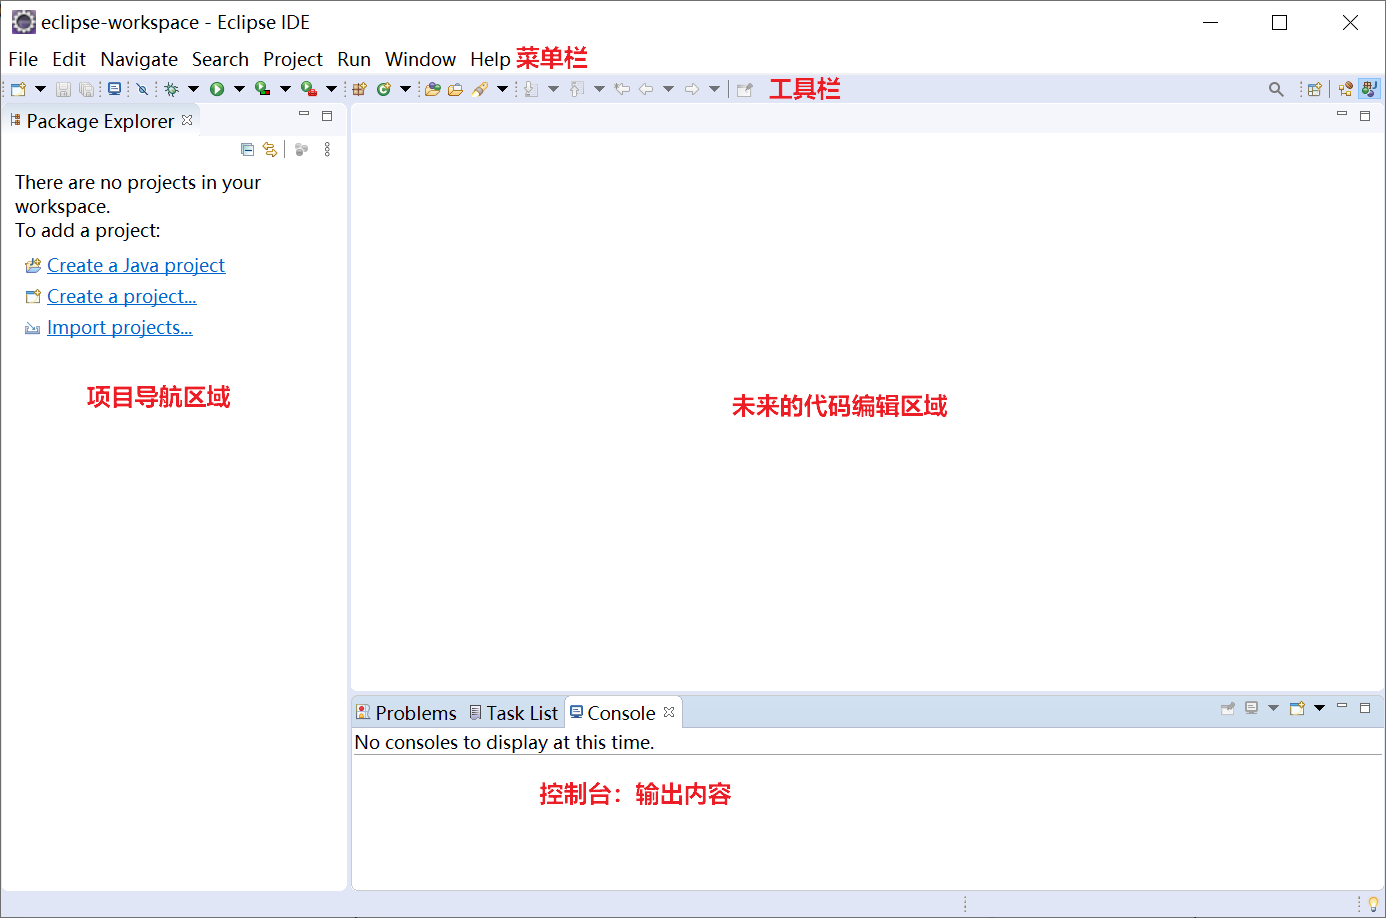 eclipse-workspace - Eclipse IDE
File Edit Navigate Search Project Run Window Help 菜单栏
工具栏
Package Explorer
There are no projects in your
workspace.
To add a project:
Create a Java project
Create a project...
Import projects...
项目导航区域
未来的代码编辑区域
Problems Task List Console
No consoles to display at this time.
控制台：输出内容